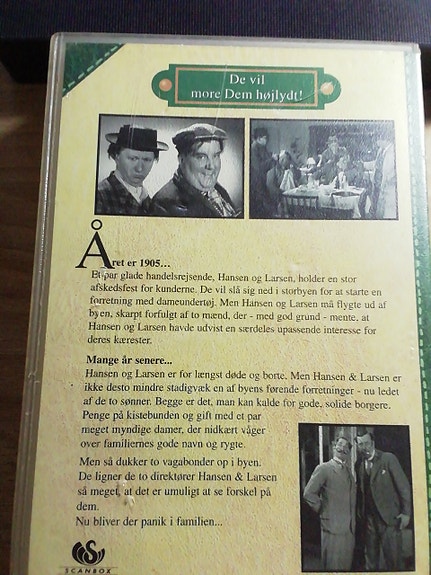 De vil
more Dem højlydt!
Året er 1905...
Et par glade handelsrejsende, Hansen og Larsen, holder en stor
afskedsfest for kunderne. De vil slå sig ned i storbyen for at starte en
forretning med dameundertøj. Men Hansen og Larsen må flygte ud af
byen, skarpt forfulgt af to mænd, der - med god grund - mente, at
Hansen og Larsen havde udvist en særdeles upassende interesse for
deres kærester.
Mange år senere...
Hansen og Larsen er for længst døde og borte. Men Hansen & Larsen er
ikke desto mindre stadigvæk en af byens førende forretninger - nu ledet
af de to sønner. Begge er det, man kan kalde for gode, solide borgere.
Penge på kistebunden og gift med et par
meget myndige damer, der nidkært våger
over familiernes gode navn og rygte.
Men så dukker to vagabonder op i byen.
De ligner de to direktører Hansen & Larsen
så meget, at det er umuligt at se forskel på
dem.
Nu bliver der panik i familien...
SCANBOX